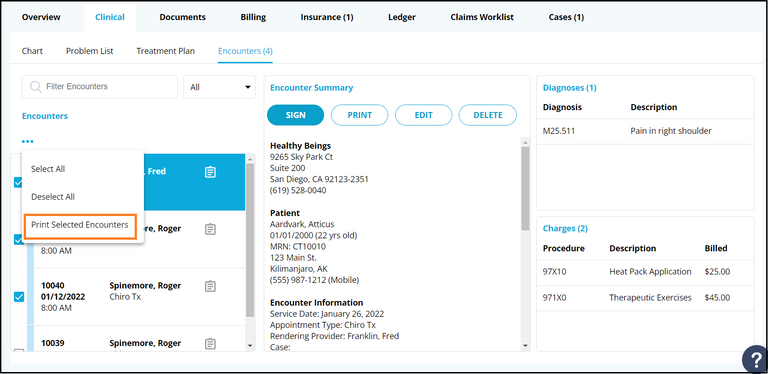 Overview Clinical Documents Billing Insurance (1) Ledger Claims Worklist Cases (1)
Chart Problem List Treatment Plan Encounters (4)
Filter Encounters All
Encounters
Select All
Deselect All
Print Selected Encounters
, Fred
re, Roger
8:00 AM
10040 Spinemore, Roger
01/12/2022 Chiro Tx
8:00 AM
10039 Spinemore, Roger
Encounter Summary
SIGN PRINT EDIT DELETE
Healthy Beings
9265 Sky Park Ct
Suite 200
San Diego, CA 92123-2351
(619) 528-0040
Patient
Aardvark, Atticus
01/01/2000 (22 yrs old)
MRN: CT10010
123 Main St.
Kilimanjaro, AK
(555) 987-1212 (Mobile)
Encounter Information
Service Date: January 26, 2022
Appointment Type: Chiro Tx
Rendering Provider: Franklin, Fred
Case:
Diagnoses (1)
Diagnosis Description
M25.511 Pain in right shoulder
Charges (2)
Procedure Description Billed
97X10 Heat Pack Application $25.00
971X0 Therapeutic Exercises $45.00
?